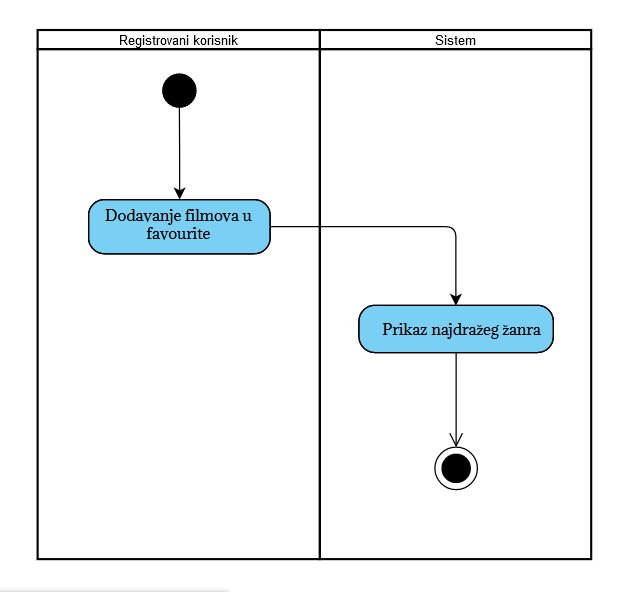 Registrovani korisnik
Sistem
Dodavanje filmova u
favourite
Prikaz najdražeg žanra